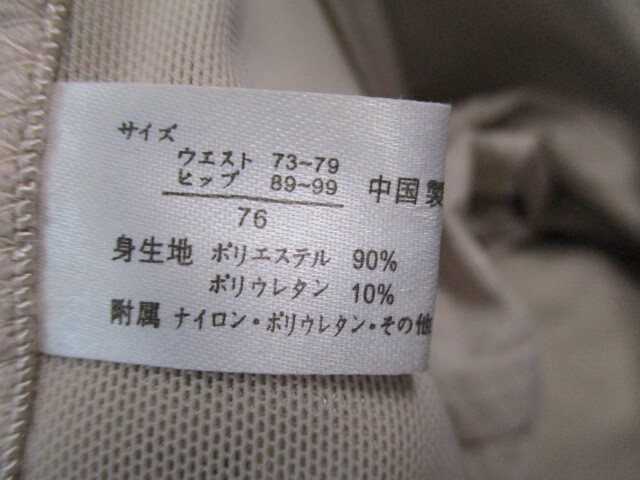 サイズ
ウエスト 73~79
ヒップ 89~99
76
中国製
身生地 ポリエステル 90%
ポリウレタン 10%
附属 ナイロン・ポリウレタン・その他